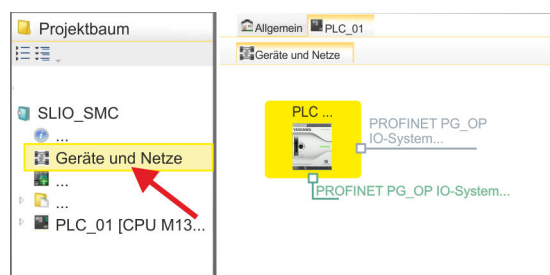 Projektbaum
SLIO_SMC
...
Geräte und Netze
...
...
PLC_01 [CPU M13...
Allgemein
PLC_01
Geräte und Netze
PLC ...
YASKAWA
PROFINET PG_OP
IO-System...
PROFINET PG_OP IO-System...